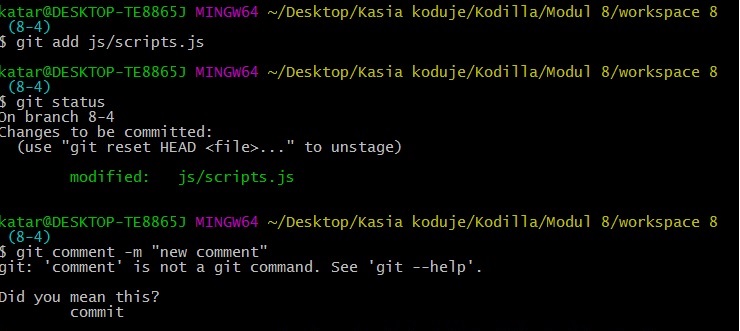 katar@DESKTOP-TE8865J MINGW64 ~/Desktop/Kasia koduje/Kodilla/Modul 8/workspace 8
(8-4)
$ git add js/scripts.js
katar@DESKTOP-TE8865J MINGW64 ~/Desktop/Kasia koduje/Kodilla/Modul 8/workspace 8
(8-4)
$ git status
On branch 8-4
Changes to be committed:
(use "git reset HEAD <file>..." to unstage)
modified: js/scripts.js
katar@DESKTOP-TE8865J MINGW64 ~/Desktop/Kasia koduje/Kodilla/Modul 8/workspace 8
(8-4)
$ git comment -m "new comment"
git: 'comment' is not a git command. See 'git --help'.
Did you mean this?
commit